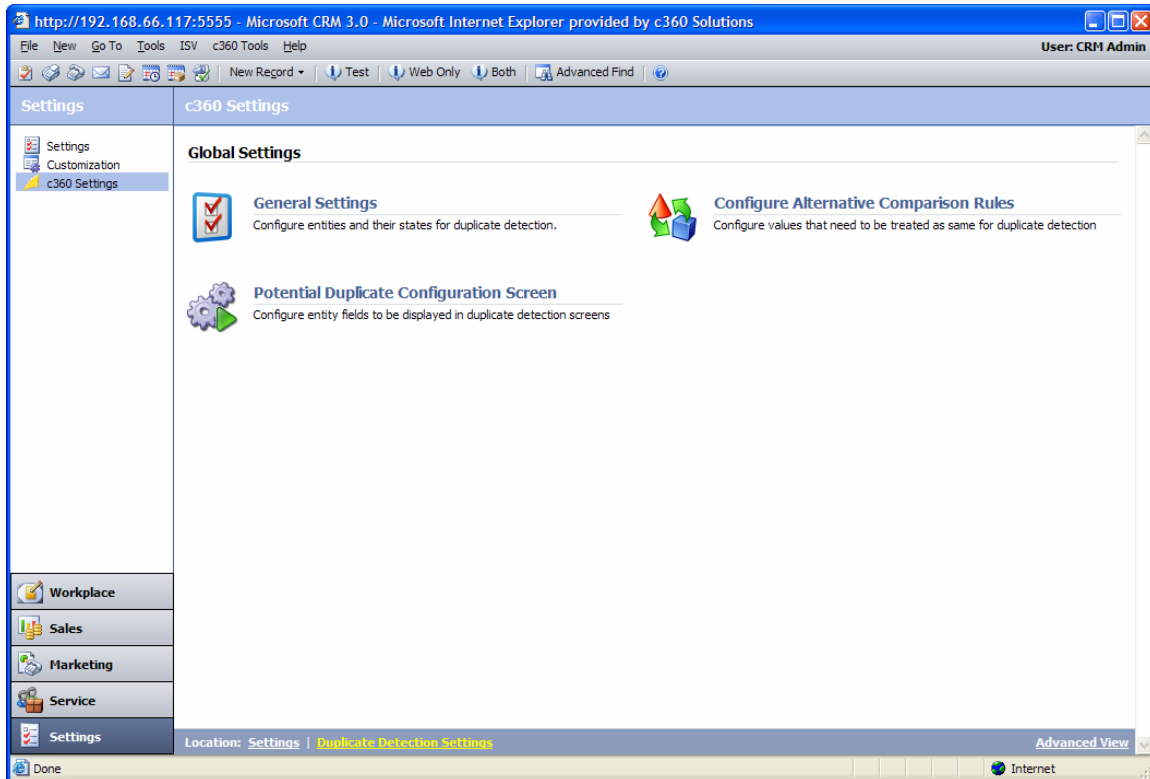 http://192.168.66.117:5555 - Microsoft CRM 3.0 - Microsoft Internet Explorer provided by c360 Solutions
File New Go To Tools ISV c360 Tools Help User: CRM Admin
New Record Test Web Only Both Advanced Find
Settings
c360 Settings
Settings
Customization
c360 Settings
Global Settings
General Settings
Configure entities and their states for duplicate detection.
Configure Alternative Comparison Rules
Configure values that need to be treated as same for duplicate detection
Potential Duplicate Configuration Screen
Configure entity fields to be displayed in duplicate detection screens
Workplace
Sales
Marketing
Service
Settings
Location: Settings | Duplicate Detection Settings Advanced View
Done Internet